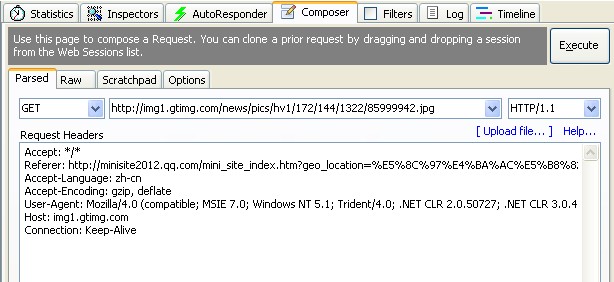 Statistics Inspectors AutoResponder Composer Filters Log Timeline
Use this page to compose a Request. You can clone a prior request by dragging and dropping a session
from the Web Sessions list.
Execute
Parsed Raw Scratchpad Options
GET http://img1.gtimg.com/news/pics/hv1/172/144/1322/85999942.jpg HTTP/1.1
Request Headers [ Upload file... ] Help...
Accept: */*
Referer: http://minisite2012.qq.com/mini_site_index.htm?geo_location=%E5%8C%97%E4%BA%AC%E5%B8%82
Accept-Language: zh-cn
Accept-Encoding: gzip, deflate
User-Agent: Mozilla/4.0 (compatible; MSIE 7.0; Windows NT 5.1; Trident/4.0; .NET CLR 2.0.50727; .NET CLR 3.0.4
Host: img1.gtimg.com
Connection: Keep-Alive